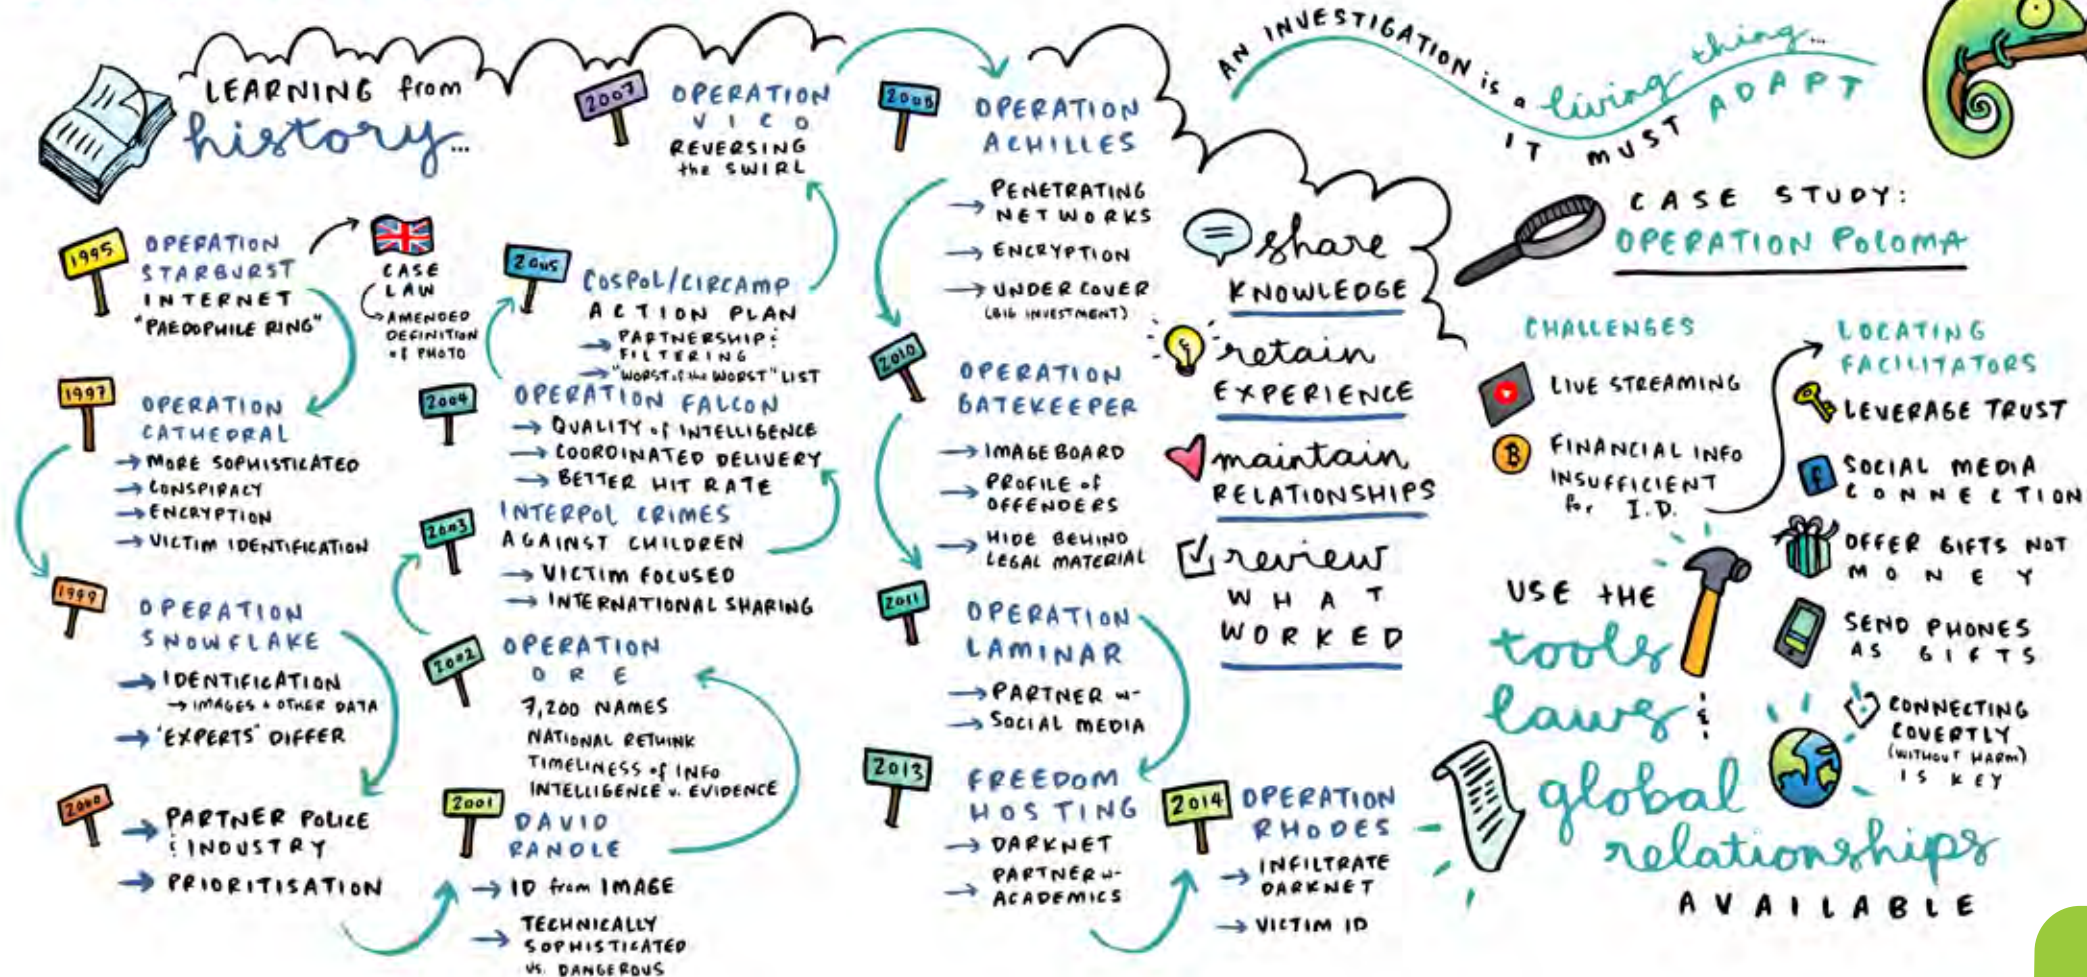 LEARNING from
history...
1995
OPERATION
STARBURST
INTERNET
"PAEDOPHILE RING"
CASE
LAW
AMENDED
DEFINITION
of PHOTO
1997
OPERATION
CATHEDRAL
MORE SOPHISTICATED
CONSPIRACY
ENCRYPTION
VICTIM IDENTIFICATION
1999
OPERATION
SNOWFLAKE
IDENTIFICATION
IMAGES + OTHER DATA
"EXPERTS" DIFFER
2000
PARTNER POLICE
& INDUSTRY
PRIORITISATION
2001
DAVID
RANDLE
ID from IMAGE
TECHNICALLY
SOPHISTICATED
vs. DANGEROUS
2002
OPERATION
ORE
7,200 NAMES
NATIONAL RETHINK
TIMELINESS of INFO
INTELLIGENCE v. EVIDENCE
2003
INTERPOL CRIMES
AGAINST CHILDREN
VICTIM FOCUSED
INTERNATIONAL SHARING
2004
OPERATION FALCON
QUALITY of INTELLIGENCE
COORDINATED DELIVERY
BETTER HIT RATE
2005
COSPOL/CIRCAMP
ACTION PLAN
PARTNERSHIP &
FILTERING
"WORST of the WORST" LIST
2007
OPERATION
VICO
REVERSING
the SWIRL
2008
OPERATION
ACHILLES
PENETRATING
NETWORKS
ENCRYPTION
UNDERCOVER
(BIG INVESTMENT)
2010
OPERATION
GATEKEEPER
IMAGE BOARD
PROFILE of
OFFENDERS
HIDE BEHIND
LEGAL MATERIAL
2011
OPERATION
LAMINAR
PARTNER w-
SOCIAL MEDIA
2013
FREEDOM
HOSTING
DARKNET
PARTNER w-
ACADEMICS
2014
OPERATION
RHODES
INFILTRATE
DARKNET
VICTIM ID
share
KNOWLEDGE
retain
EXPERIENCE
maintain
RELATIONSHIPS
review
WHAT
WORKED
AN INVESTIGATION is a living thing...
IT MUST ADAPT
CASE STUDY:
OPERATION POLOMA
CHALLENGES
LIVE STREAMING
B
FINANCIAL INFO
INSUFFICIENT
for I.D.
LOCATING
FACILITATORS
LEVERAGE TRUST
f
SOCIAL MEDIA
CONNECTION
OFFER GIFTS NOT
MONEY
SEND PHONES
AS GIFTS
CONNECTING
COVERTLY
(WITHOUT HARM)
IS KEY
USE THE
tools
laws &
global
relationships
AVAILABLE